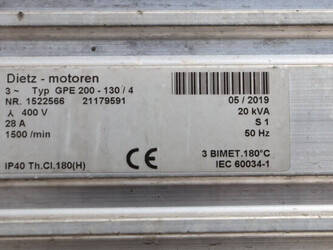 Dietz - motoren
3 ~ Typ GPE 200 - 130 / 4
NR. 1522566 21179591 05 / 2019
⅄ 400 V 20 kVA
28 A S 1
1500 /min 50 Hz
CE 3 BIMET.180°C
IP40 Th.Cl.180(H) IEC 60034-1